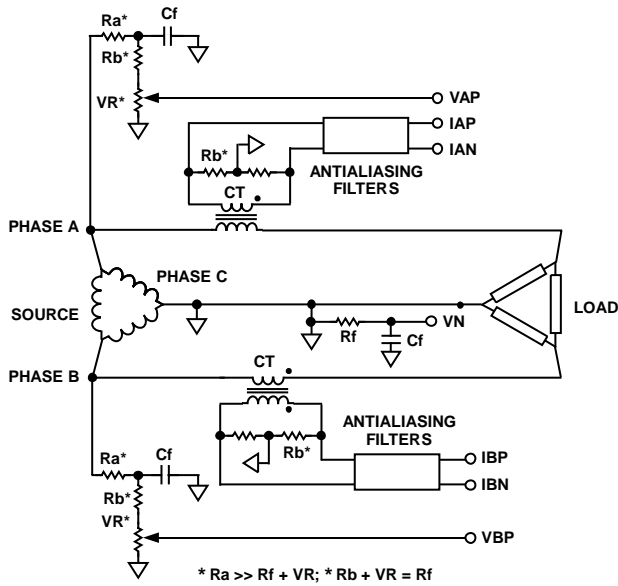 Ra*
Cf
Rb*
VR*
VAP
IAP
IAN
Rb*
ANTIALIASING
FILTERS
CT
PHASE A
PHASE C
SOURCE
LOAD
VN
Rf
Cf
PHASE B
CT
ANTIALIASING
FILTERS
Rb*
Ra*
Cf
IBP
IBN
Rb*
VR*
VBP
* Ra >> Rf + VR; * Rb + VR = Rf